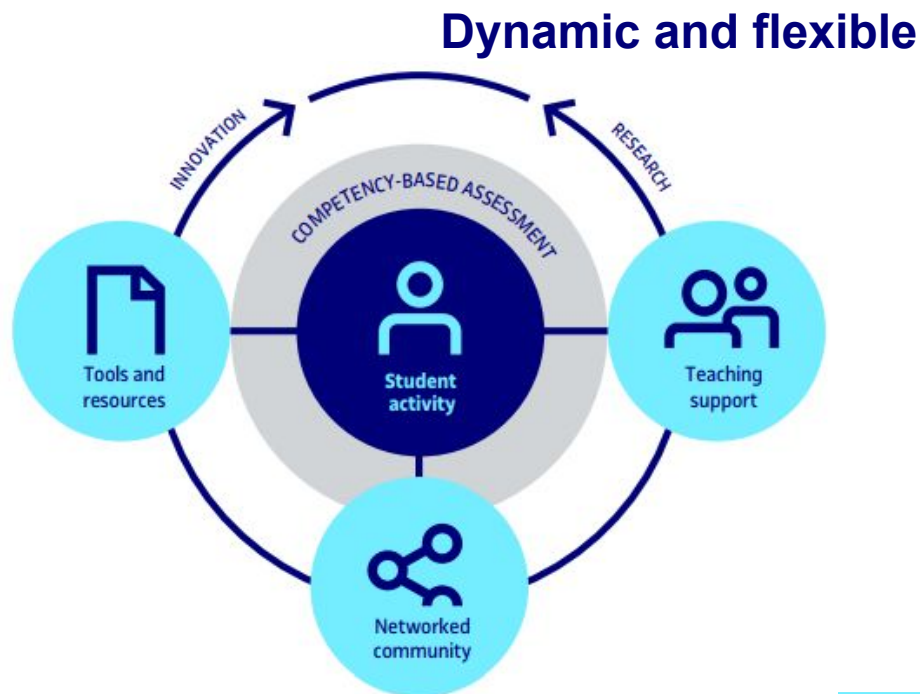 Dynamic and flexible
INNOVATION
RESEARCH
COMPETENCY-BASED ASSESSMENT
Tools and
resources
Student
activity
Teaching
support
Networked
community